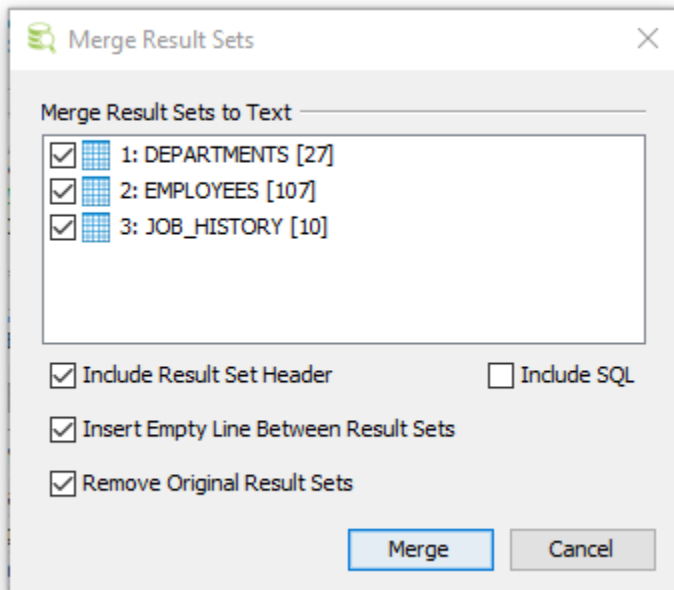 Merge Result Sets
Merge Result Sets to Text
1: DEPARTMENTS [27]
2: EMPLOYEES [107]
3: JOB_HISTORY [10]
Include Result Set Header Include SQL
Insert Empty Line Between Result Sets
Remove Original Result Sets
Merge Cancel